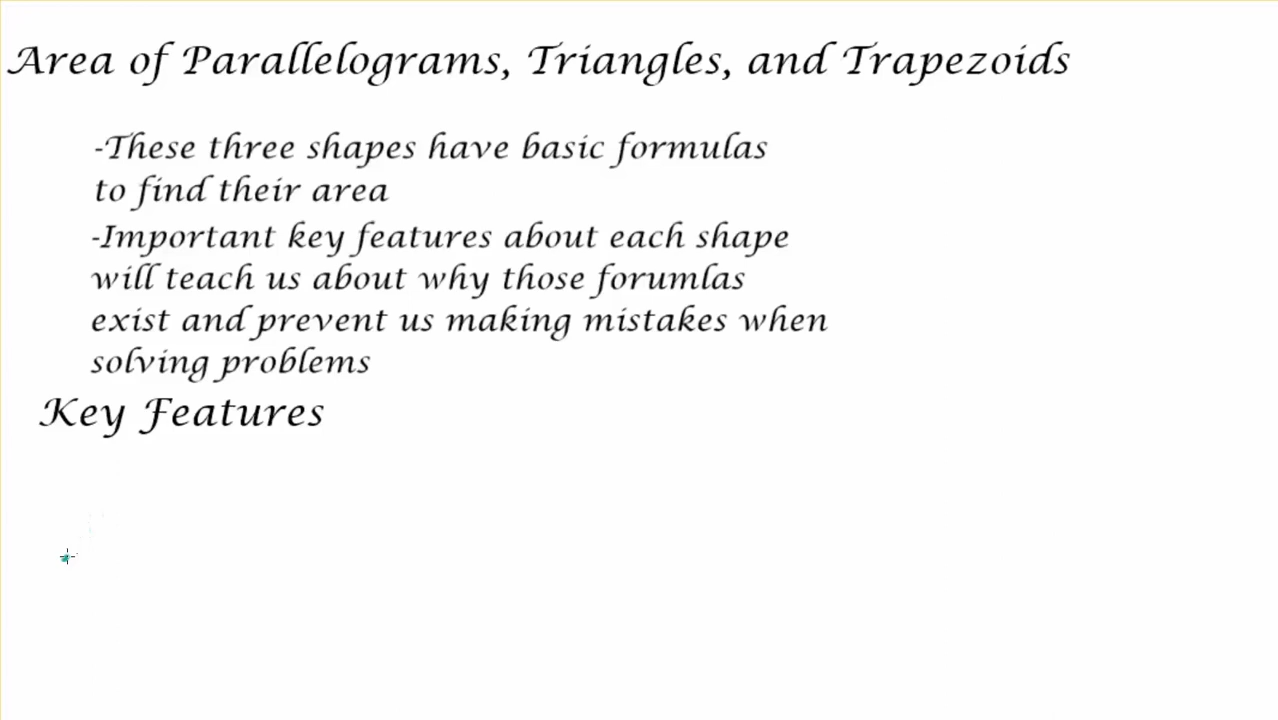 Area of Parallelograms, Triangles, and Trapezoids
-These three shapes have basic formulas
to find their area
-Important key features about each shape
will teach us about why those forumlas
exist and prevent us making mistakes when
solving problems
Key Features